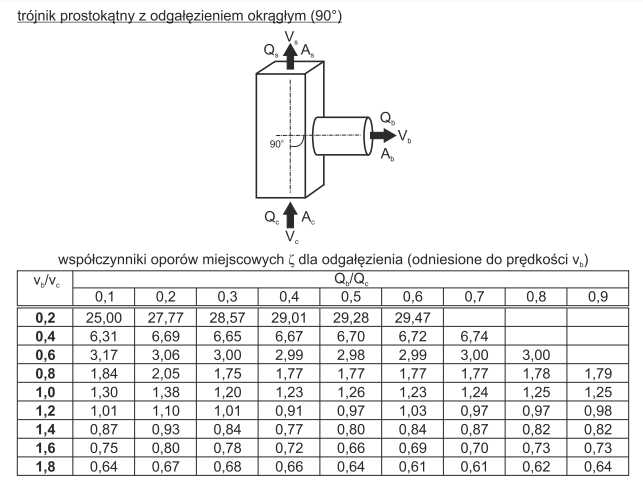 trójnik prostokątny z odgałęzieniem okrągłym (90°)
Vs
Qs As
Qb
Vb
90°
Ab
Qc Ac
Vc
współczynniki oporów miejscowych ζ dla odgałęzienia (odniesione do prędkości vb)
vb/vc Qb/Qc
0,1 0,2 0,3 0,4 0,5 0,6 0,7 0,8 0,9
0,2 25,00 27,77 28,57 29,01 29,28 29,47
0,4 6,31 6,69 6,65 6,67 6,70 6,72 6,74
0,6 3,17 3,06 3,00 2,99 2,98 2,99 3,00 3,00
0,8 1,84 2,05 1,75 1,77 1,77 1,77 1,77 1,78 1,79
1,0 1,30 1,38 1,20 1,23 1,26 1,23 1,24 1,25 1,25
1,2 1,01 1,10 1,01 0,91 0,97 1,03 0,97 0,97 0,98
1,4 0,87 0,93 0,84 0,77 0,80 0,84 0,87 0,82 0,82
1,6 0,75 0,80 0,78 0,72 0,66 0,69 0,70 0,73 0,73
1,8 0,64 0,67 0,68 0,66 0,64 0,61 0,61 0,62 0,64